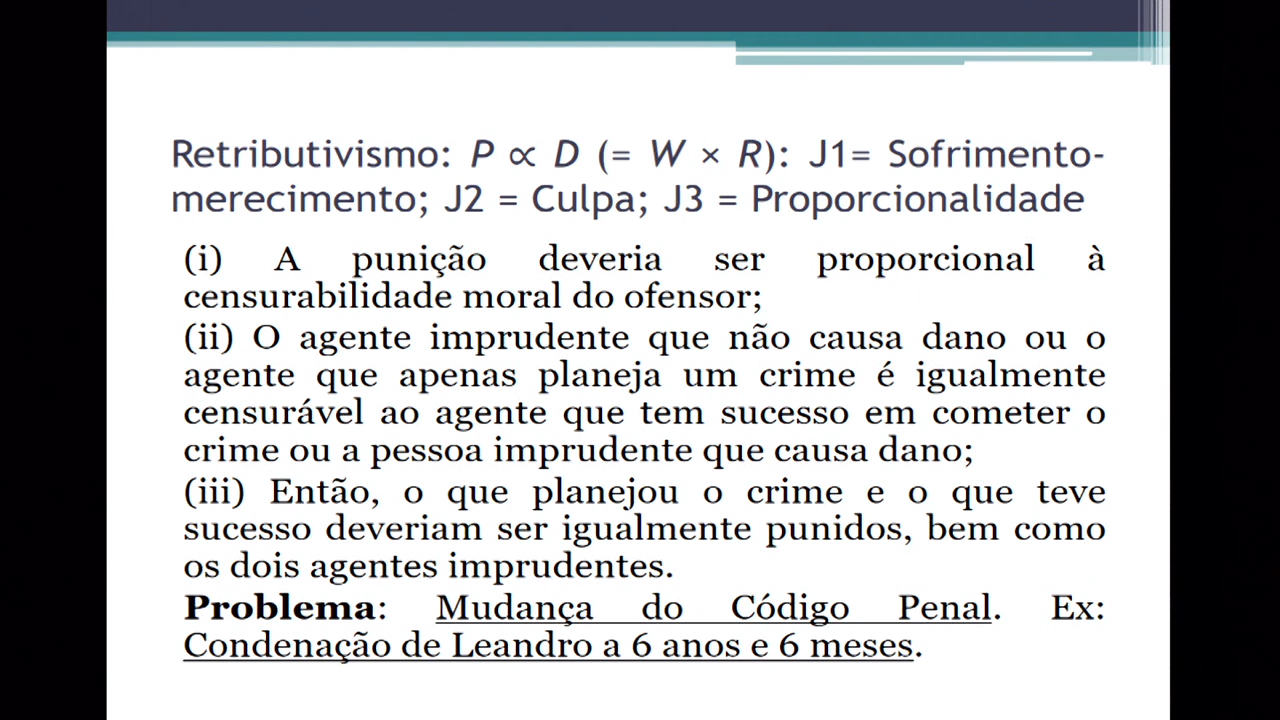 Retributivismo: P ∝ D (= W × R): J1= Sofrimento-
merecimento; J2 = Culpa; J3 = Proporcionalidade
(i) A punição deveria ser proporcional à
censurabilidade moral do ofensor;
(ii) O agente imprudente que não causa dano ou o
agente que apenas planeja um crime é igualmente
censurável ao agente que tem sucesso em cometer o
crime ou a pessoa imprudente que causa dano;
(iii) Então, o que planejou o crime e o que teve
sucesso deveriam ser igualmente punidos, bem como
os dois agentes imprudentes.
Problema: Mudança do Código Penal. Ex:
Condenação de Leandro a 6 anos e 6 meses.